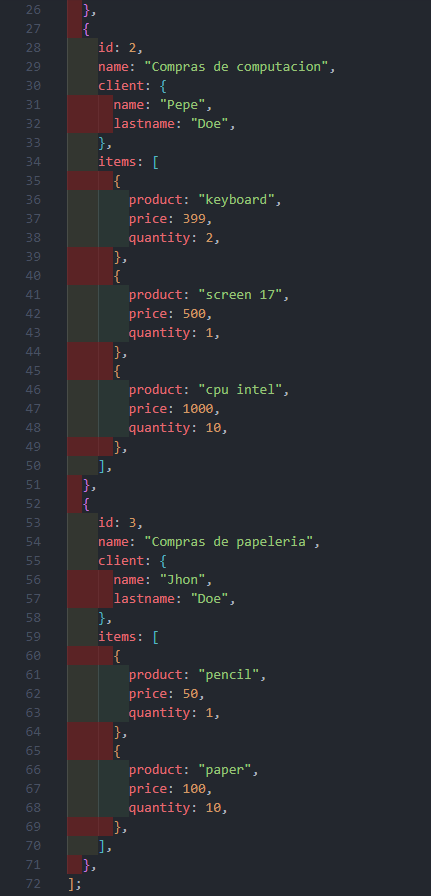 26 },
27 {
28 id: 2,
29 name: "Compras de computacion",
30 client: {
31 name: "Pepe",
32 lastname: "Doe",
33 },
34 items: [
35 {
36 product: "keyboard",
37 price: 399,
38 quantity: 2,
39 },
40 {
41 product: "screen 17",
42 price: 500,
43 quantity: 1,
44 },
45 {
46 product: "cpu intel",
47 price: 1000,
48 quantity: 10,
49 },
50 ],
51 },
52 {
53 id: 3,
54 name: "Compras de papeleria",
55 client: {
56 name: "Jhon",
57 lastname: "Doe",
58 },
59 items: [
60 {
61 product: "pencil",
62 price: 50,
63 quantity: 1,
64 },
65 {
66 product: "paper",
67 price: 100,
68 quantity: 10,
69 },
70 ],
71 },
72 ];